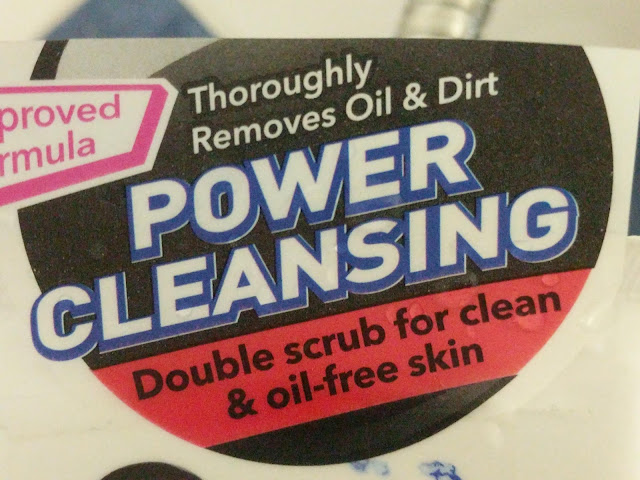 proved
rmula
Thoroughly
Removes Oil & Dirt
POWER
CLEANSING
Double scrub for clean
& oil-free skin